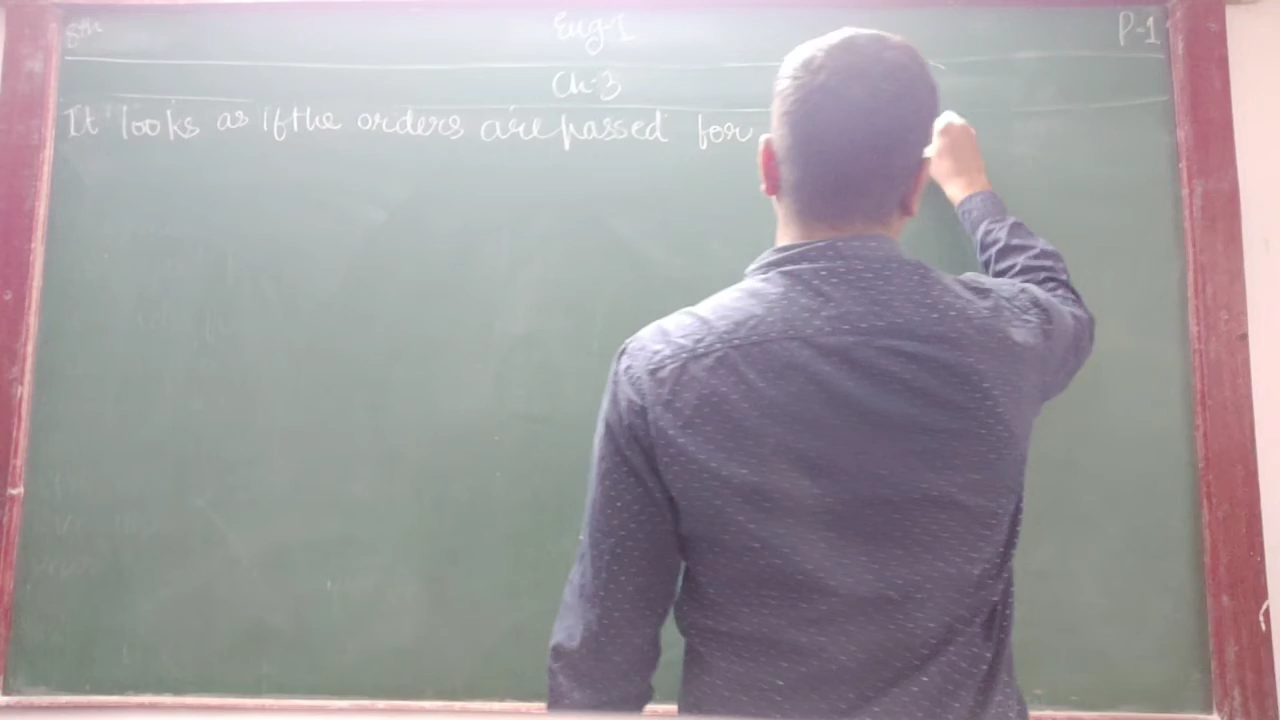 8th Eng-1 P-1
Ch-3
It looks as if the orders are passed for